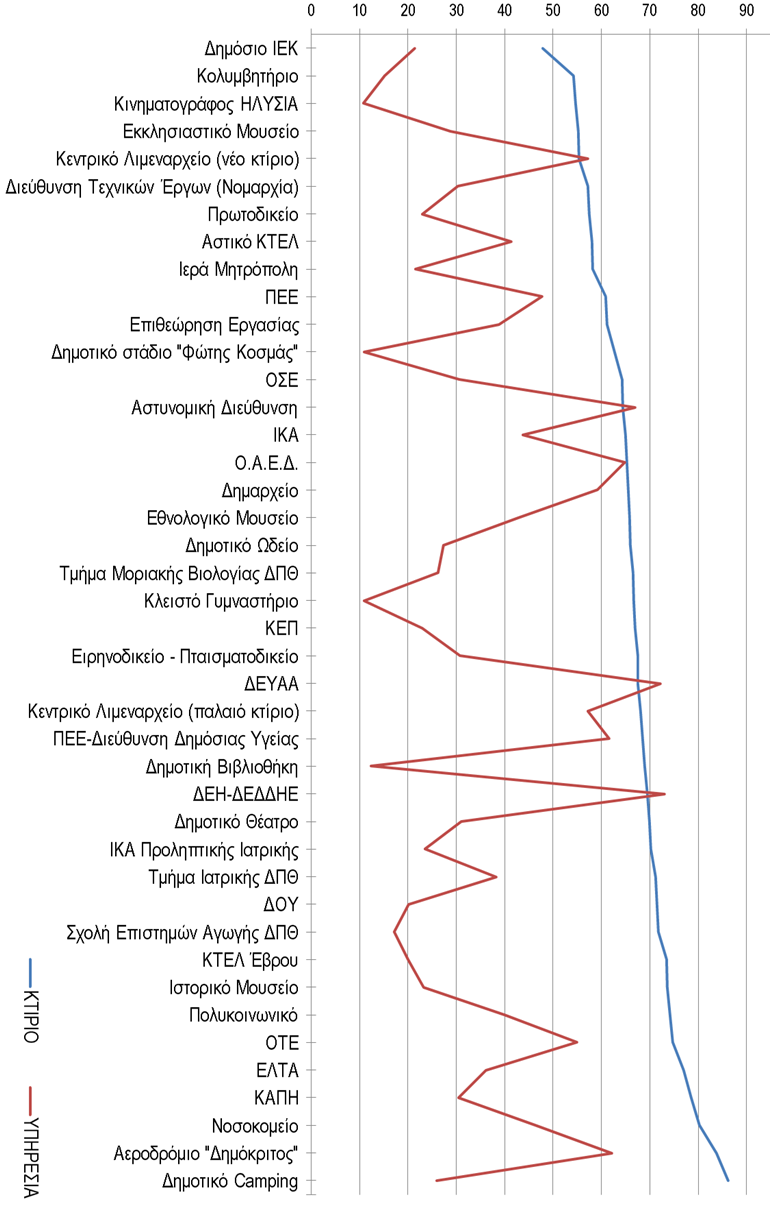 0 10 20 30 40 50 60 70 80 90
Δημόσιο ΙΕΚ
Κολυμβητήριο
Κινηματογράφος ΗΛΥΣΙΑ
Εκκλησιαστικό Μουσείο
Κεντρικό Λιμεναρχείο (νέο κτίριο)
Διεύθυνση Τεχνικών Έργων (Νομαρχία)
Πρωτοδικείο
Αστικό ΚΤΕΛ
Ιερά Μητρόπολη
ΠΕΕ
Επιθεώρηση Εργασίας
Δημοτικό στάδιο "Φώτης Κοσμάς"
ΟΣΕ
Αστυνομική Διεύθυνση
ΙΚΑ
Ο.Α.Ε.Δ.
Δημαρχείο
Εθνολογικό Μουσείο
Δημοτικό Ωδείο
Τμήμα Μοριακής Βιολογίας ΔΠΘ
Κλειστό Γυμναστήριο
ΚΕΠ
Ειρηνοδικείο - Πταισματοδικείο
ΔΕΥΑΑ
Κεντρικό Λιμεναρχείο (παλαιό κτίριο)
ΠΕΕ-Διεύθυνση Δημόσιας Υγείας
Δημοτική Βιβλιοθήκη
ΔΕΗ-ΔΕΔΔΗΕ
Δημοτικό Θέατρο
ΙΚΑ Προληπτικής Ιατρικής
Τμήμα Ιατρικής ΔΠΘ
ΔΟΥ
Σχολή Επιστημών Αγωγής ΔΠΘ
ΚΤΕΛ Έβρου
Ιστορικό Μουσείο
Πολυκοινωνικό
ΟΤΕ
ΕΛΤΑ
ΚΑΠΗ
Νοσοκομείο
Αεροδρόμιο "Δημόκριτος"
Δημοτικό Camping
ΚΤΙΡΙΟ
ΥΠΗΡΕΣΙΑ